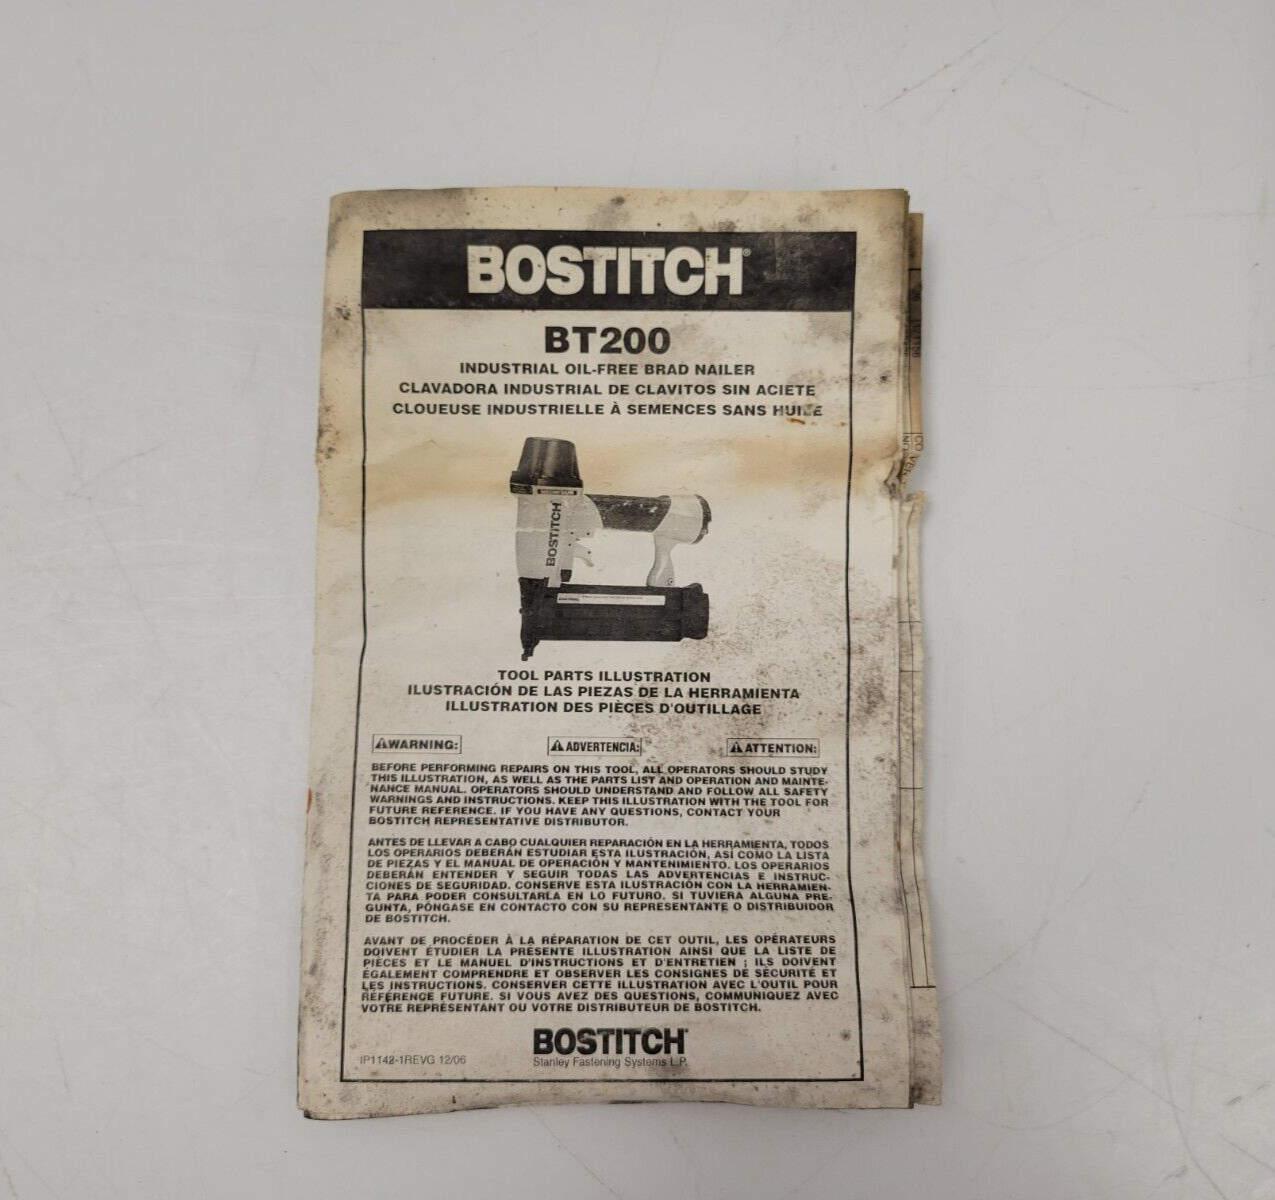 BOSTITCH®
BT200
INDUSTRIAL OIL-FREE BRAD NAILER
CLAVADORA INDUSTRIAL DE CLAVITOS SIN ACIETE
CLOUEUSE INDUSTRIELLE À SEMENCES SANS HUILE
BOSTITCH
TOOL PARTS ILLUSTRATION
ILUSTRACIÓN DE LAS PIEZAS DE LA HERRAMIENTA
ILLUSTRATION DES PIÈCES D'OUTILLAGE
⚠WARNING: ⚠ADVERTENCIA: ⚠ATTENTION:
BEFORE PERFORMING REPAIRS ON THIS TOOL, ALL OPERATORS SHOULD STUDY
THIS ILLUSTRATION, AS WELL AS THE PARTS LIST AND OPERATION AND MAINTE-
NANCE MANUAL. OPERATORS SHOULD UNDERSTAND AND FOLLOW ALL SAFETY
WARNINGS AND INSTRUCTIONS. KEEP THIS ILLUSTRATION WITH THE TOOL FOR
FUTURE REFERENCE. IF YOU HAVE ANY QUESTIONS, CONTACT YOUR
BOSTITCH REPRESENTATIVE DISTRIBUTOR.
ANTES DE LLEVAR A CABO CUALQUIER REPARACIÓN EN LA HERRAMIENTA, TODOS
LOS OPERARIOS DEBERÁN ESTUDIAR ESTA ILUSTRACIÓN, ASÍ COMO LA LISTA
DE PIEZAS Y EL MANUAL DE OPERACIÓN Y MANTENIMIENTO. LOS OPERARIOS
DEBERÁN ENTENDER Y SEGUIR TODAS LAS ADVERTENCIAS E INSTRUC-
CIONES DE SEGURIDAD. CONSERVE ESTA ILUSTRACIÓN CON LA HERRAMIEN-
TA PARA PODER CONSULTARLA EN LO FUTURO. SI TUVIERA ALGUNA PRE-
GUNTA, PÓNGASE EN CONTACTO CON SU REPRESENTANTE O DISTRIBUIDOR
DE BOSTITCH.
AVANT DE PROCÉDER À LA RÉPARATION DE CET OUTIL, LES OPÉRATEURS
DOIVENT ÉTUDIER LA PRÉSENTE ILLUSTRATION AINSI QUE LA LISTE DE
PIÈCES ET LE MANUEL D'INSTRUCTIONS ET D'ENTRETIEN ; ILS DOIVENT
ÉGALEMENT COMPRENDRE ET OBSERVER LES CONSIGNES DE SÉCURITÉ ET
LES INSTRUCTIONS. CONSERVER CETTE ILLUSTRATION AVEC L'OUTIL POUR
RÉFÉRENCE FUTURE. SI VOUS AVEZ DES QUESTIONS, COMMUNIQUEZ AVEC
VOTRE REPRÉSENTANT OU VOTRE DISTRIBUTEUR DE BOSTITCH.
BOSTITCH®
Stanley Fastening Systems L.P.
IP1142-1REVG 12/06